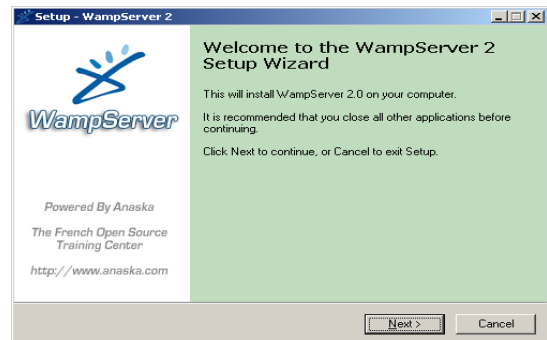 Setup - WampServer 2
WampServer
Powered By Anaska
The French Open Source
Training Center
http://www.anaska.com
Welcome to the WampServer 2
Setup Wizard
This will install WampServer 2.0 on your computer.
It is recommended that you close all other applications before
continuing.
Click Next to continue, or Cancel to exit Setup.
Next >
Cancel